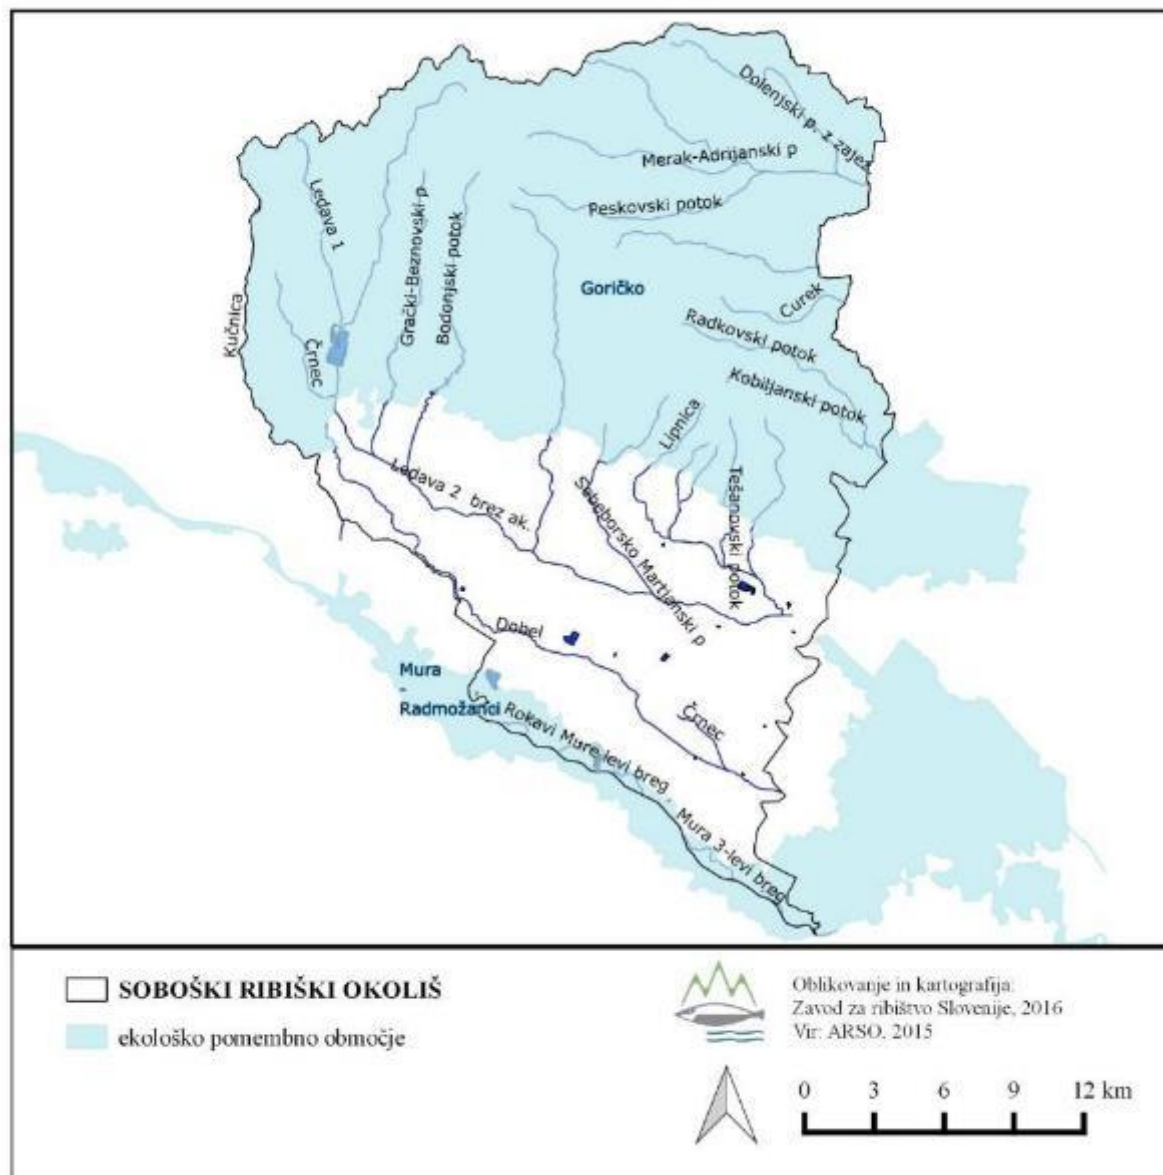 Dolenjski p. z zajez
Merak-Adrijanski p
Peskovski potok
Ledava 1
Grački-Beznovski p
Bodonjski potok
Goričko
Curek
Kučnica
Radkovski potok
Črnec
Kobiljanski potok
Lipnica
Ledava 2 brez ak.
Sebeborsko Martjanski p
Tešanovski potok
Dobel
Mura
Radmožanci
Rokavi Mure levi breg
Črnec
Mura 3-levi breg
SOBOŠKI RIBIŠKI OKOLIŠ
ekološko pomembno območje
Oblikovanje in kartografija:
Zavod za ribištvo Slovenije, 2016
Vir: ARSO, 2015
0 3 6 9 12 km